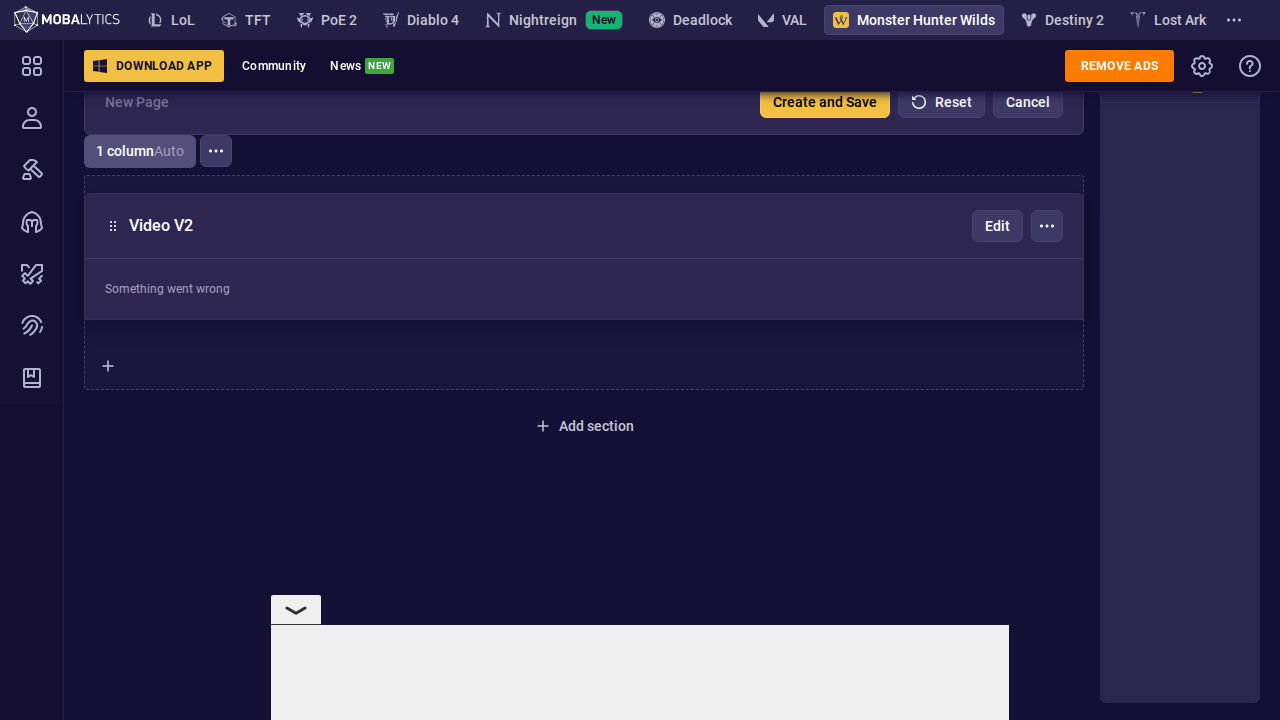 MOBALYTICS LoL TFT PoE 2 Diablo 4 Nightreign New Deadlock VAL Monster Hunter Wilds Destiny 2 Lost Ark
DOWNLOAD APP Community News NEW REMOVE ADS
New Page Create and Save Reset Cancel
1 column Auto
Video V2 Edit
Something went wrong
Add section